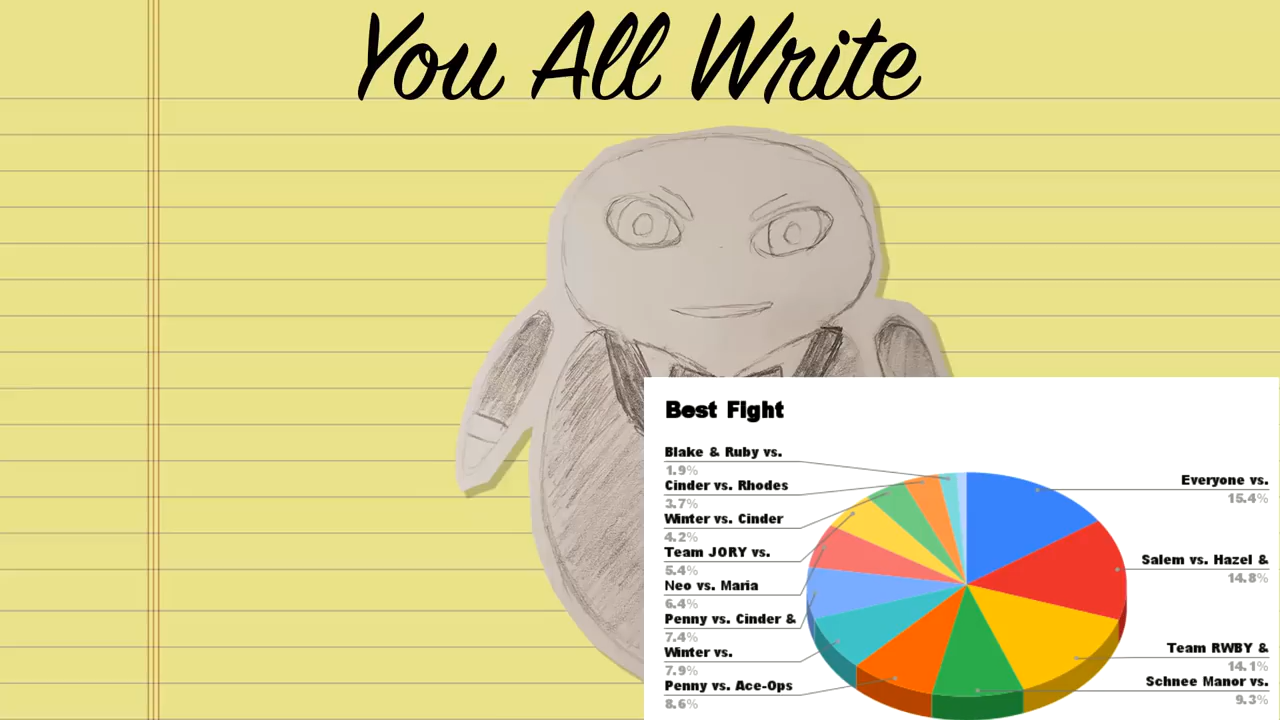 You All Write
Best Fight
Blake & Ruby vs.
1.9%
Cinder vs. Rhodes
3.7%
Winter vs. Cinder
4.2%
Team JORY vs.
5.4%
Neo vs. Maria
6.4%
Penny vs. Cinder &
7.4%
Winter vs.
7.9%
Penny vs. Ace-Ops
8.6%
Everyone vs.
15.4%
Salem vs. Hazel &
14.8%
Team RWBY &
14.1%
Schnee Manor vs.
9.3%